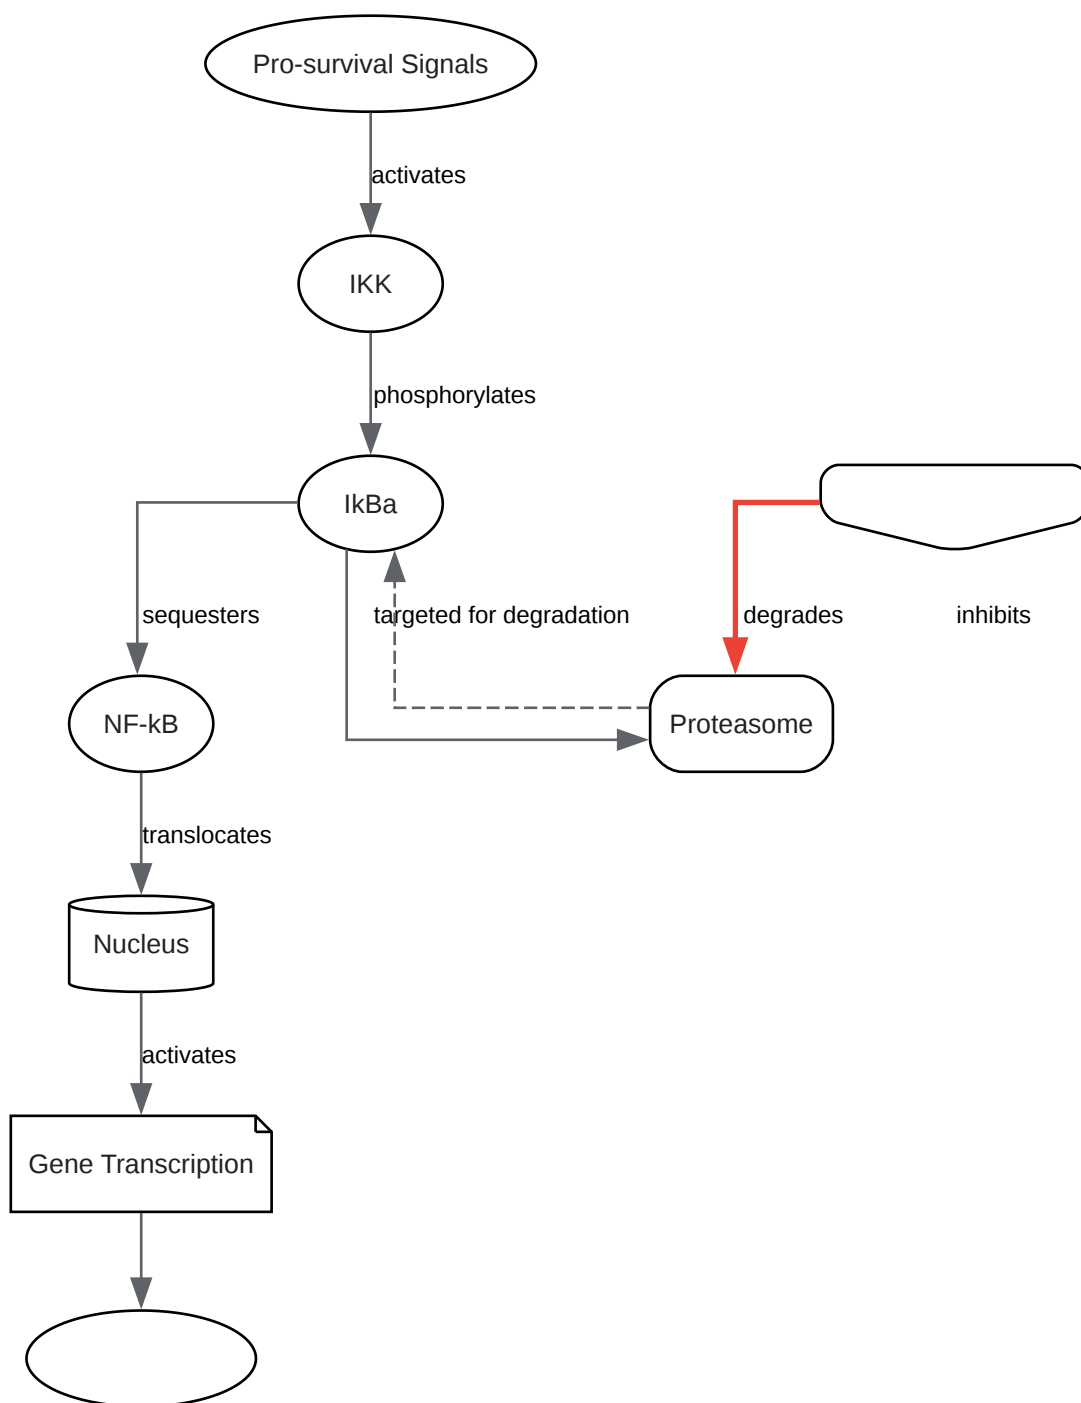 Pro-survival Signals
activates
IKK
phosphorylates
IkBa
sequesters
targeted for degradation
degrades
inhibits
NF-kB
Proteasome
translocates
Nucleus
activates
Gene Transcription